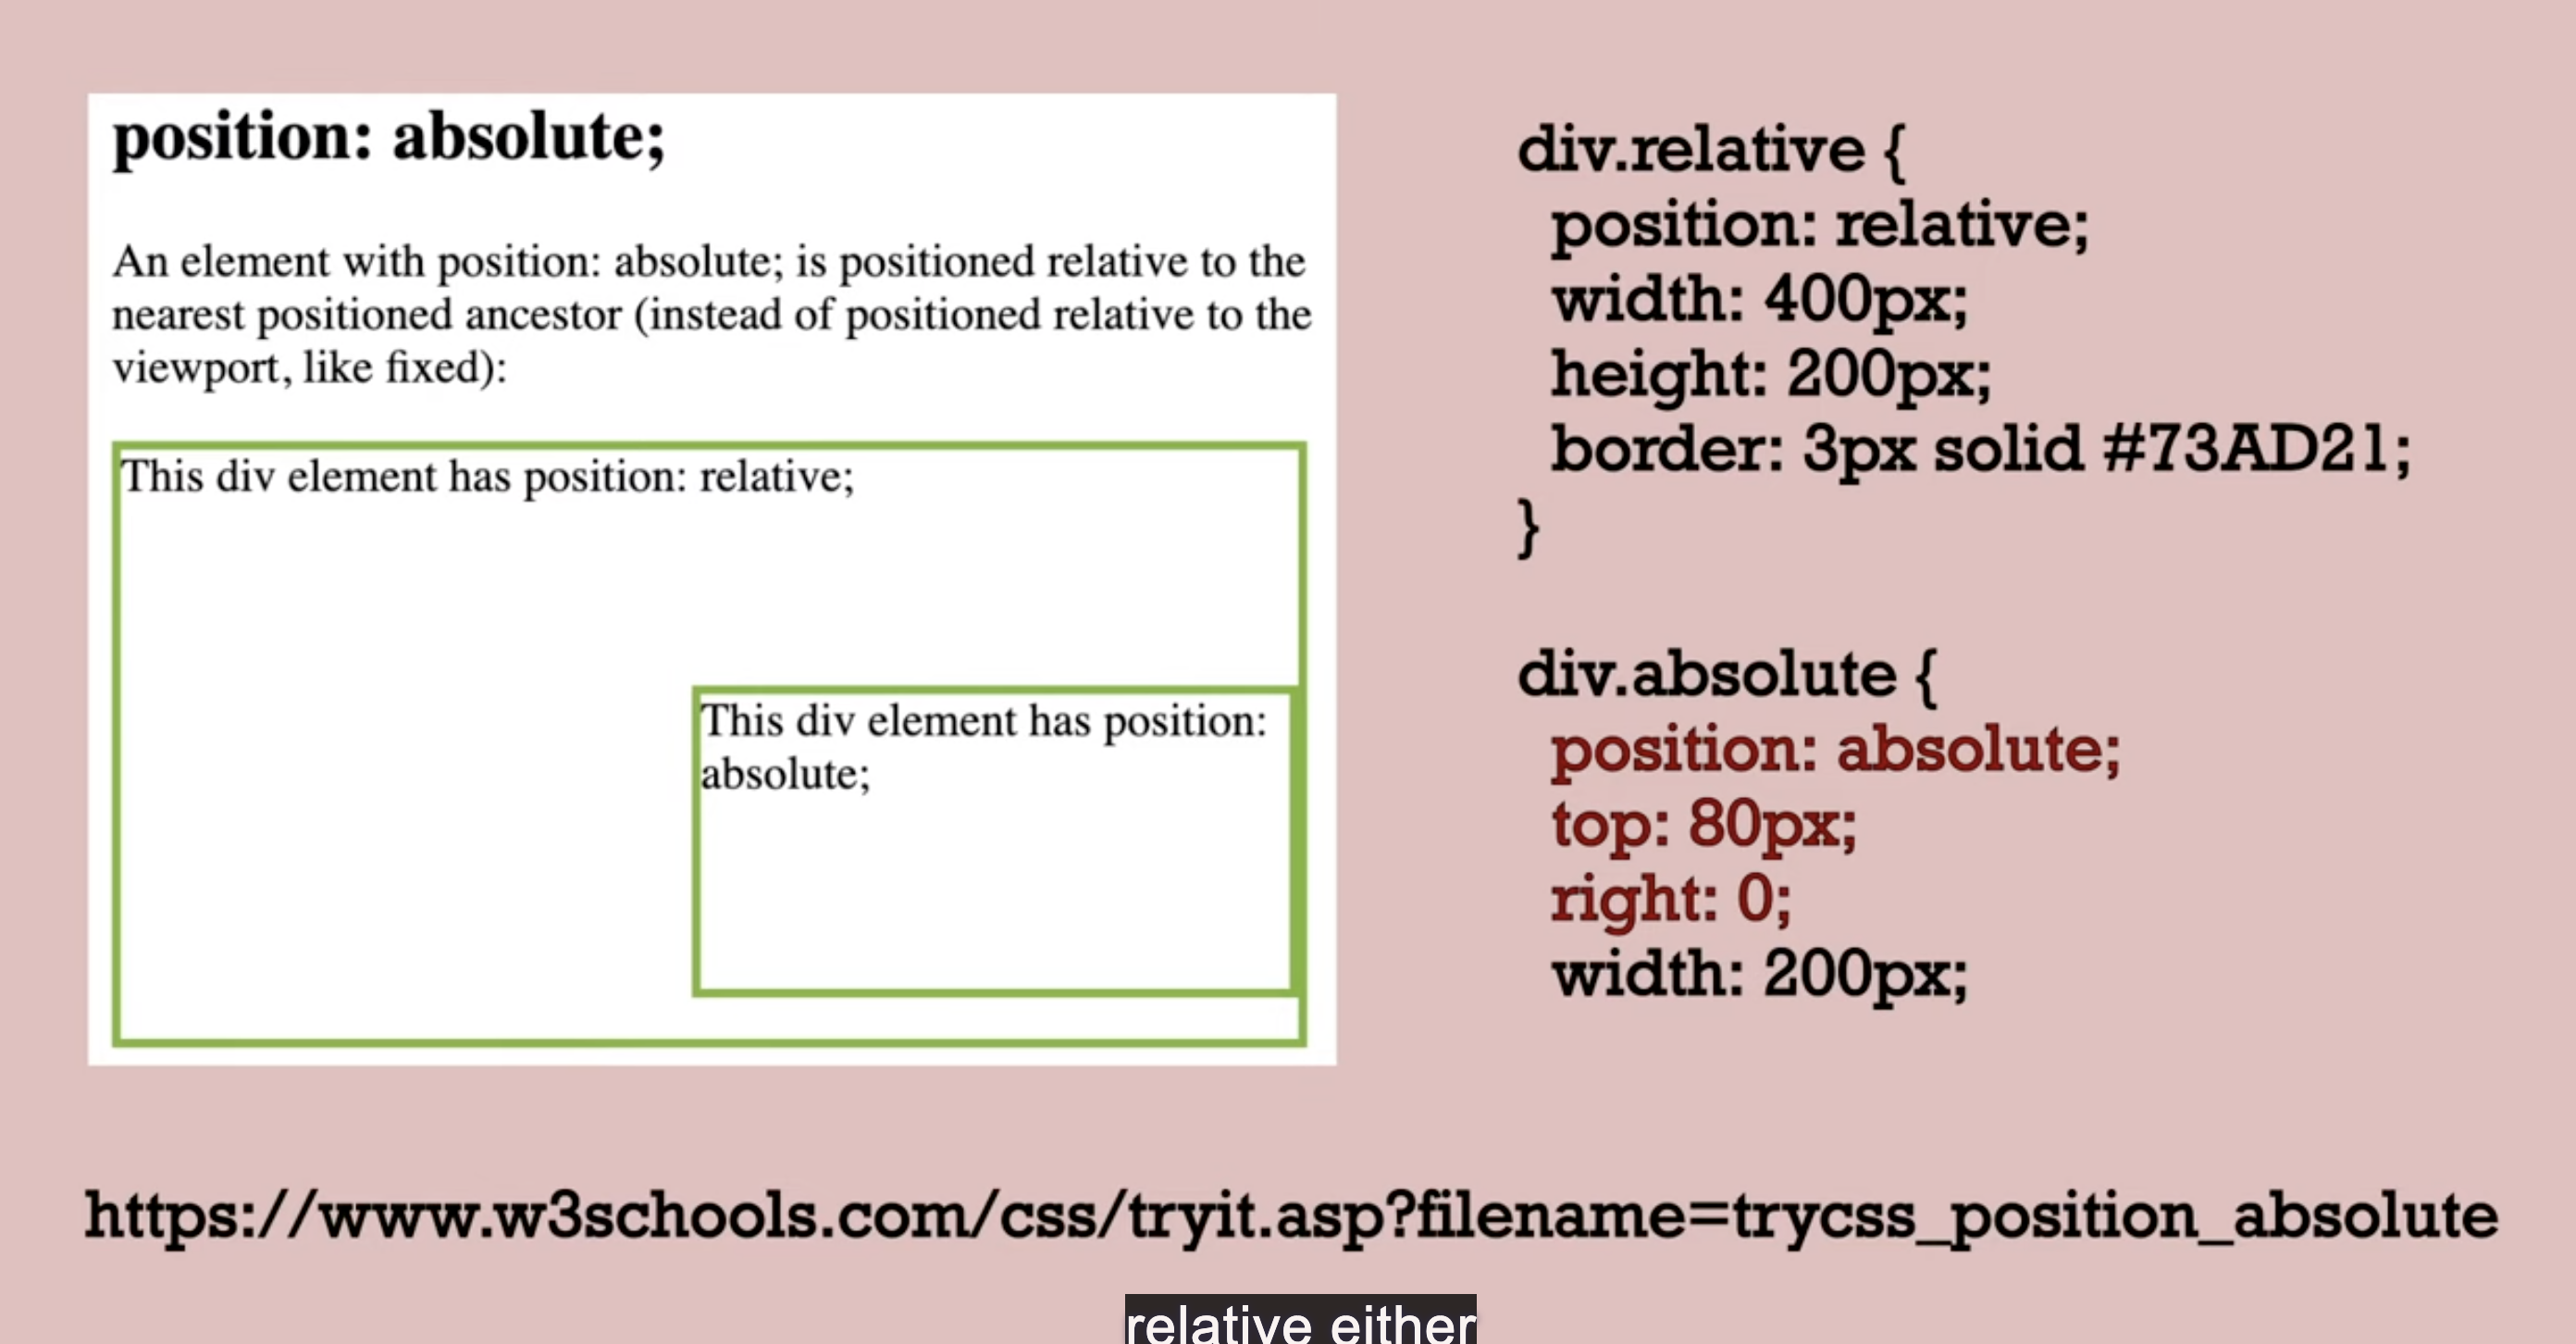 position: absolute;
An element with position: absolute; is positioned relative to the
nearest positioned ancestor (instead of positioned relative to the
viewport, like fixed):
This div element has position: relative;
This div element has position:
absolute;
div.relative {
position: relative;
width: 400px;
height: 200px;
border: 3px solid #73AD21;
}
div.absolute {
position: absolute;
top: 80px;
right: 0;
width: 200px;
https://www.w3schools.com/css/tryit.asp?filename=trycss_position_absolute
relative either